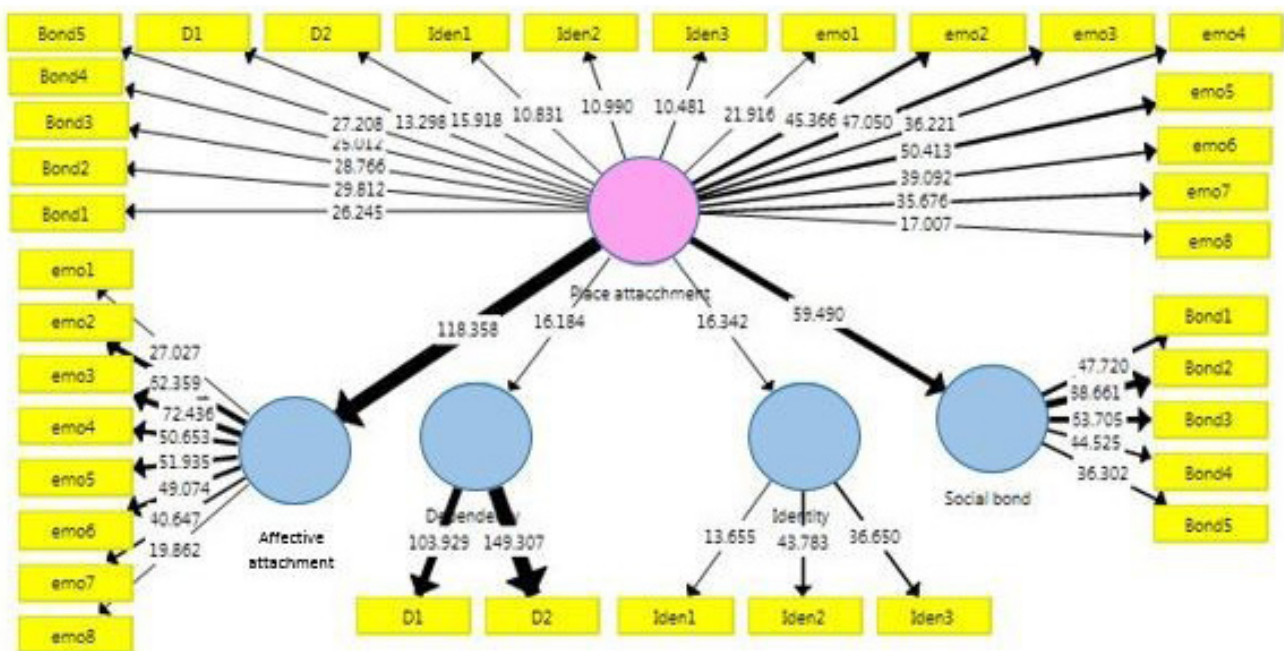 Bond5
D1
D2
Iden1
Iden2
Iden3
emo1
emo2
emo3
emo4
Bond4
Bond3
Bond2
Bond1
emo5
emo6
emo7
emo8
27.208
13.298
15.918
10.831
10.990
10.481
21.916
45.366
47.050
36.221
25.012
28.766
29.812
26.245
50.413
39.092
35.676
17.007
Place attacchment
118.358
16.184
16.342
59.490
emo1
emo2
emo3
emo4
emo5
emo6
emo7
emo8
27.027
62.359
72.436
50.653
51.935
49.074
40.647
19.862
Affective
attachment
Dependency
103.929
149.307
D1
D2
Identity
13.655
43.783
36.650
Iden1
Iden2
Iden3
Social bond
47.720
53.705
44.525
36.302
Bond1
Bond2
Bond3
Bond4
Bond5